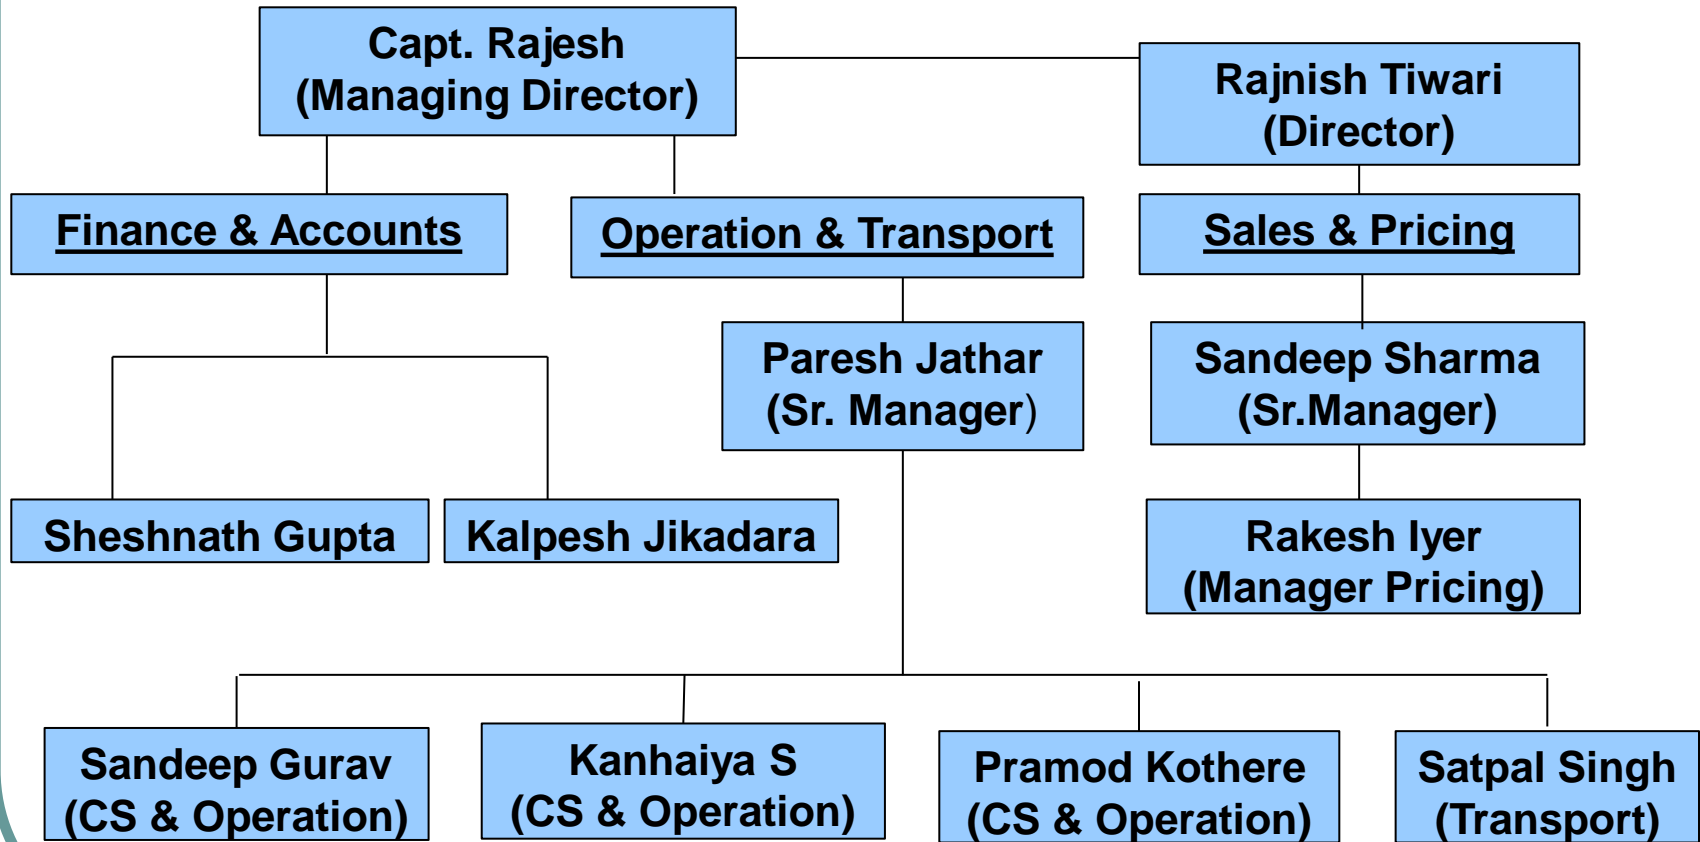 Capt. Rajesh
(Managing Director)
Rajnish Tiwari
(Director)
Finance & Accounts
Operation & Transport
Sales & Pricing
Paresh Jathar
(Sr. Manager)
Sandeep Sharma
(Sr.Manager)
Sheshnath Gupta
Kalpesh Jikadara
Rakesh Iyer
(Manager Pricing)
Sandeep Gurav
(CS & Operation)
Kanhaiya S
(CS & Operation)
Pramod Kothere
(CS & Operation)
Satpal Singh
(Transport)